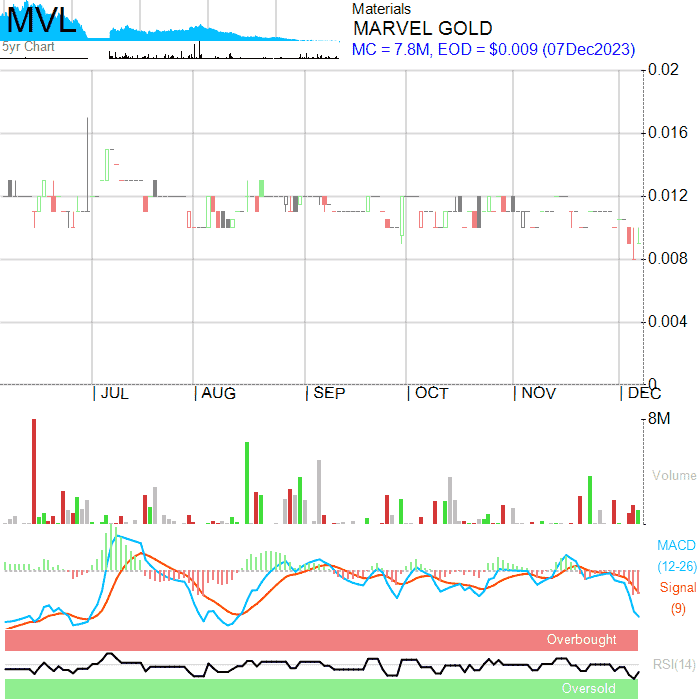 MVL
5yr Chart
Materials
MARVEL GOLD
MC = 7.8M, EOD = $0.009 (07Dec2023)
0.02
0.016
0.012
0.008
0.004
0
JUL AUG SEP OCT NOV DEC
8M
Volume
MACD
(12-26)
Signal
(9)
Overbought
RSI(14)
Oversold